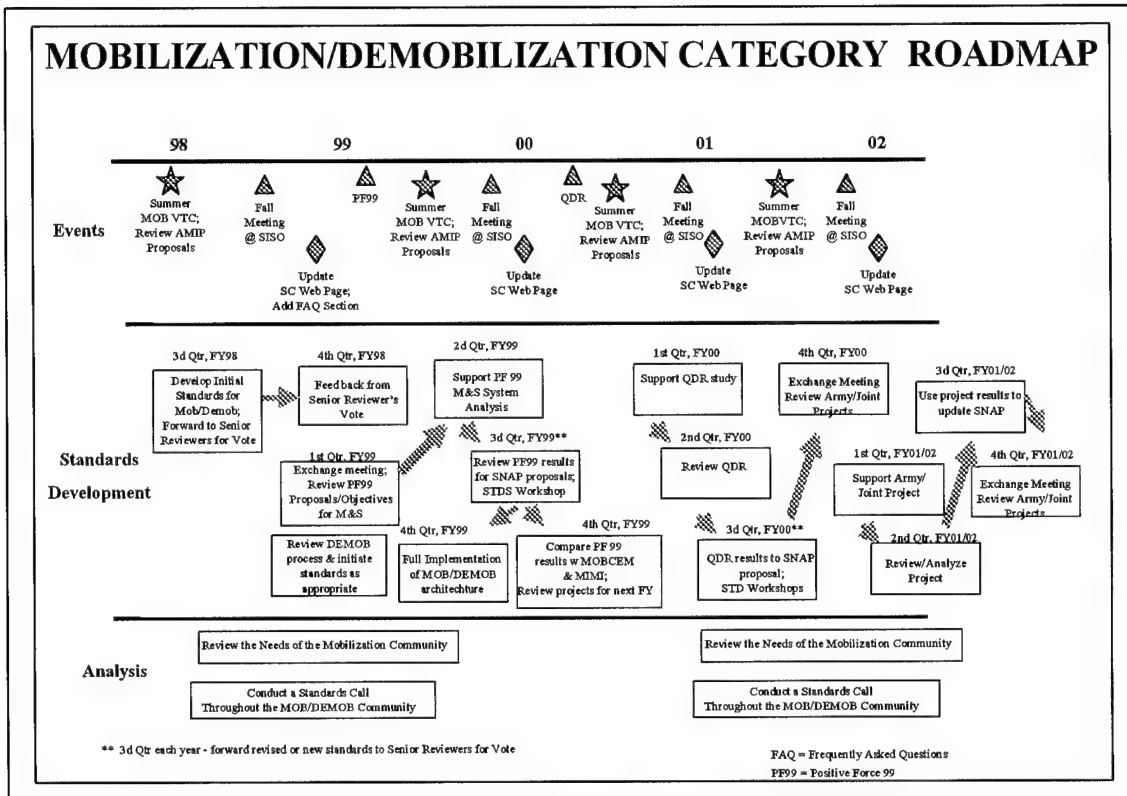 MOBILIZATION/DEMOBILIZATION CATEGORY ROADMAP
98
99
00
01
02
Events
Summer
MOB VTC;
Review AMIP
Proposals
Fall
Meeting
@ SISO
Update
SC Web Page;
Add FAQ Section
PF99
Summer
MOB VTC;
Review AMIP
Proposals
Fall
Meeting
@ SISO
Update
SC Web Page
QDR
Summer
MOB VTC;
Review AMIP
Proposals
Fall
Meeting
@ SISO
Update
SC Web Page
Summer
MOBVTC;
Review AMIP
Proposals
Fall
Meeting
@ SISO
Update
SC Web Page
Standards
Development
3d Qtr, FY98
Develop Initial
Standards for
Mob/Demob;
Forward to Senior
Reviewers for Vote
4th Qtr, FY98
Feed back from
Senior Reviewer's
Vote
1st Qtr, FY99
Exchange meeting;
Review PF99
Proposals/Objectives
for M&S
Review DEMOB
process & initiate
standards as
appropriate
2d Qtr, FY99
Support PF 99
M&S System
Analysis
3d Qtr, FY99**
Review PF99 results
for SNAP proposals;
STDS Workshop
4th Qtr,
FY99
Full Implementation
of MOB/DEMOB
architechture
4th Qtr, FY99
Compare PF 99
results w MOBCEM
& MIMI;
Review projects for next FY
1st Qtr, FY00
Support QDR study
2nd Qtr, FY00
Review QDR
3d Qtr, FY00**
QDR results to SNAP
proposal;
STD Workshops
4th Qtr, FY00
Exchange Meeting
Review Army/Joint
Projects
1st Qtr, FY01/02
Support Army/
Joint Project
2nd Qtr, FY01/02
Review/Analyze
Project
3d Qtr, FY01/02
Use project results to
update SNAP
4th Qtr, FY01/02
Exchange Meeting
Review Army/Joint
Projects
Analysis
Review the Needs of the Mobilization Community
Conduct a Standards Call
Throughout the MOB/DEMOB Community
Review the Needs of the Mobilization Community
Conduct a Standards Call
Throughout the MOB/DEMOB Community
** 3d Qtr each year - forward revised or new standards to Senior Reviewers for Vote
FAQ = Frequently Asked Questions
PF99 = Positive Force 99